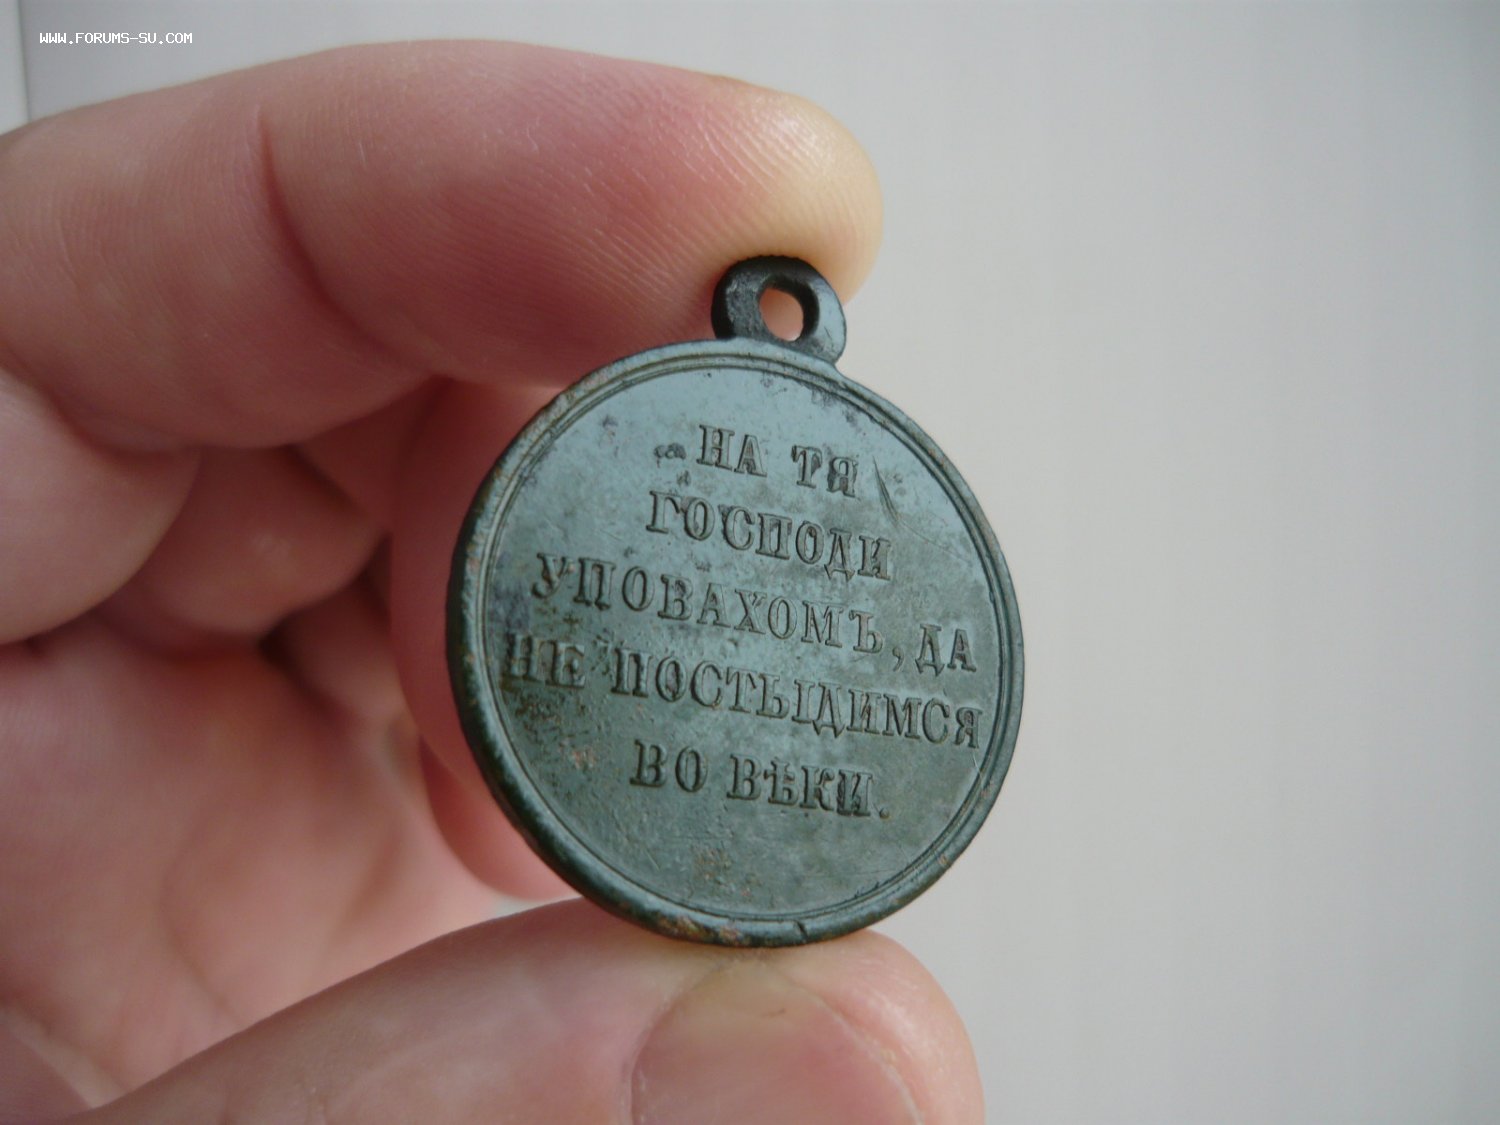 WWW.FORUMS-SU.COM
НА ТЯ
ГОСПОДИ
УПОВАХОМЪ, ДА
НЕ ПОСТЫДИМСЯ
ВО ВѢКИ.